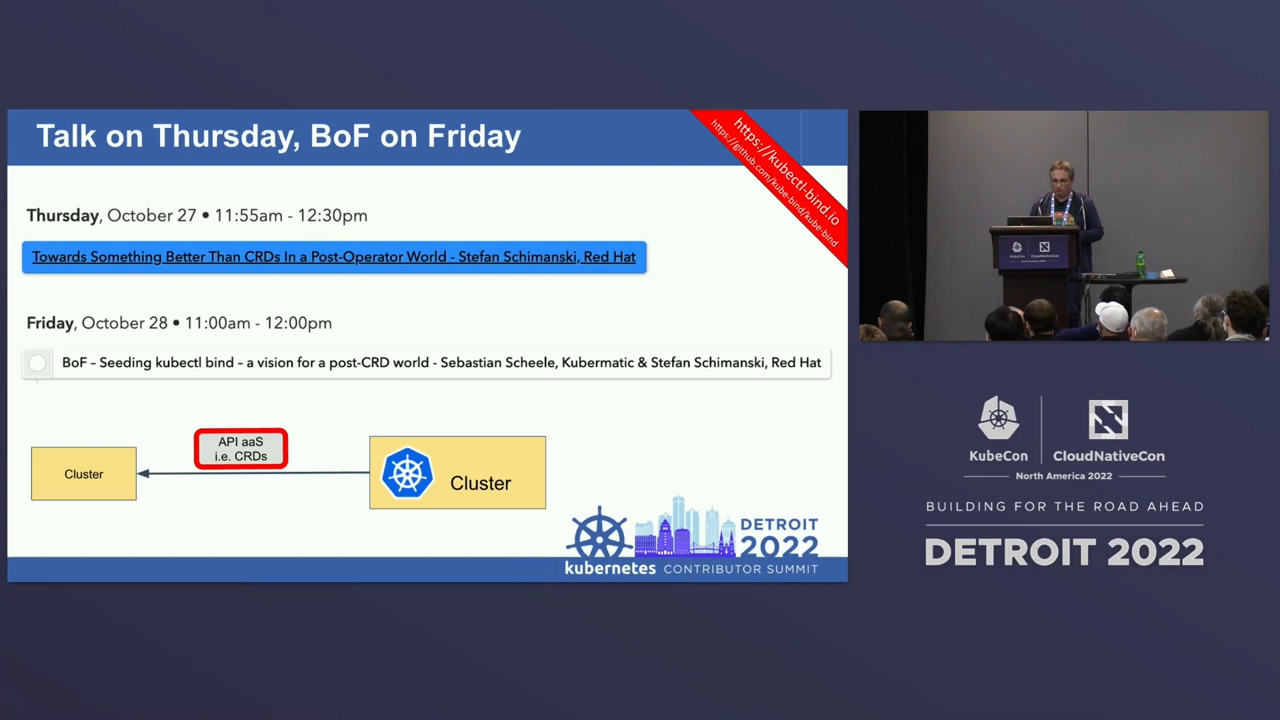 Talk on Thursday, BoF on Friday
https://kubectl-bind.io
https://github.com/kube-bind/kube-bind
Thursday, October 27 • 11:55am - 12:30pm
Towards Something Better Than CRDs In a Post-Operator World - Stefan Schimanski, Red Hat
Friday, October 28 • 11:00am - 12:00pm
BoF – Seeding kubectl bind – a vision for a post-CRD world - Sebastian Scheele, Kubermatic & Stefan Schimanski, Red Hat
API aaS
i.e. CRDs
Cluster
Cluster
DETROIT
2022
kubernetes CONTRIBUTOR SUMMIT
KubeCon
CloudNativeCon
KubeCon CloudNativeCon
North America 2022
BUILDING FOR THE ROAD AHEAD
DETROIT 2022